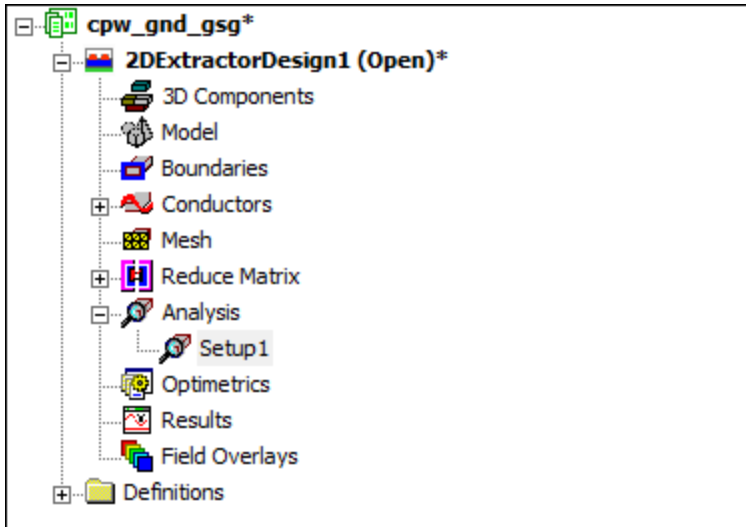 cpw_gnd_gsg*
2DExtractorDesign1 (Open)*
3D Components
Model
Boundaries
Conductors
Mesh
Reduce Matrix
Analysis
Setup1
Optimetrics
Results
Field Overlays
Definitions